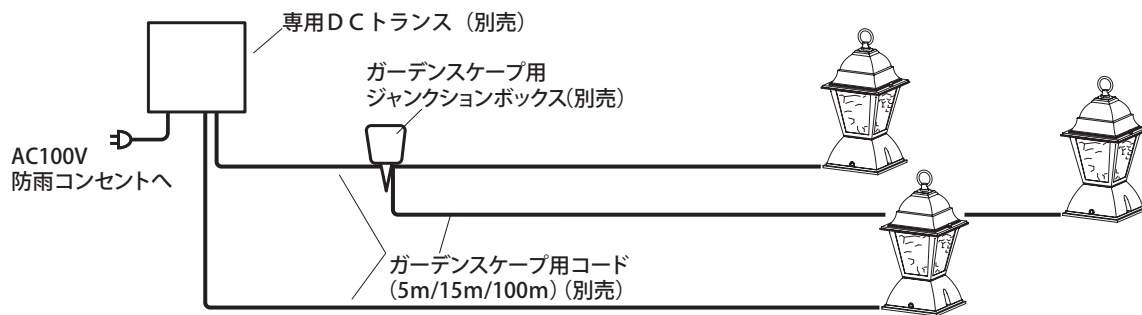 専用DCトランス（別売）
ガーデンスケープ用
ジャンクションボックス(別売）
AC100V
防雨コンセントへ
ガーデンスケープ用コード
（5m/15m/100m）（別売）